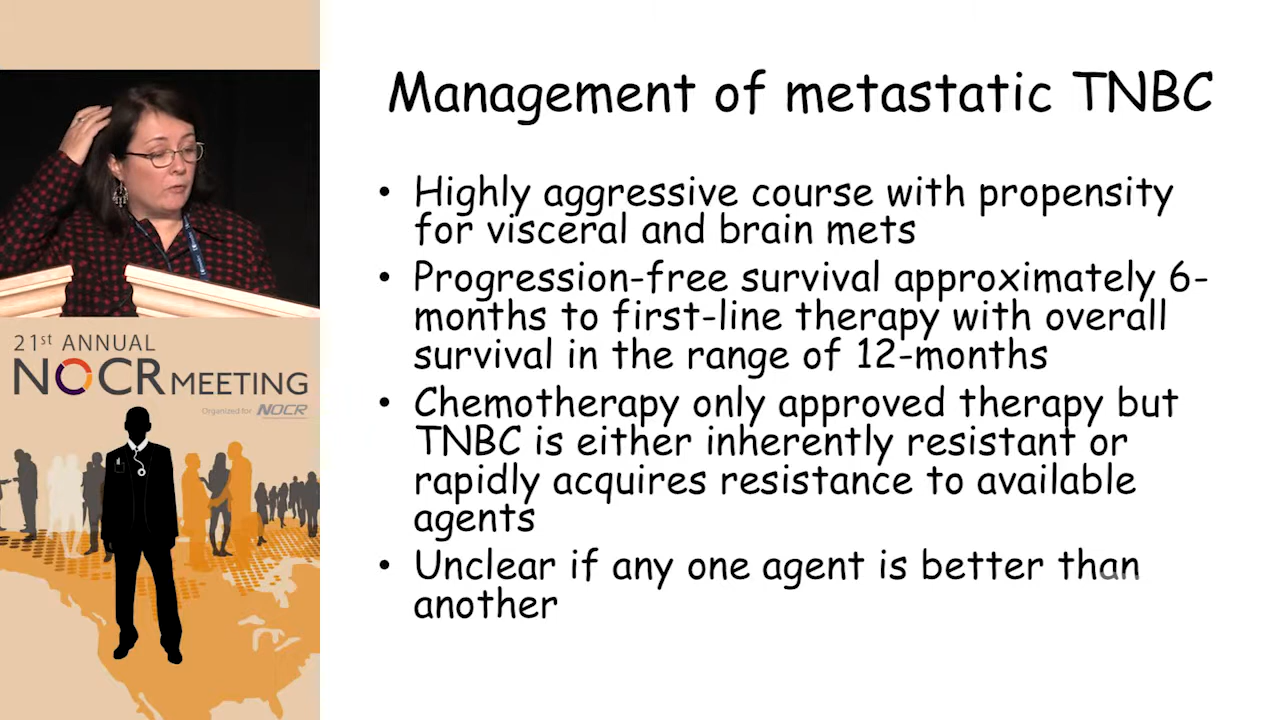 Management of metastatic TNBC
• Highly aggressive course with propensity
for visceral and brain mets
• Progression-free survival approximately 6-
months to first-line therapy with overall
survival in the range of 12-months
• Chemotherapy only approved therapy but
TNBC is either inherently resistant or
rapidly acquires resistance to available
agents
• Unclear if any one agent is better than
another
21st ANNUAL
NOCR MEETING
Organized for NOCR